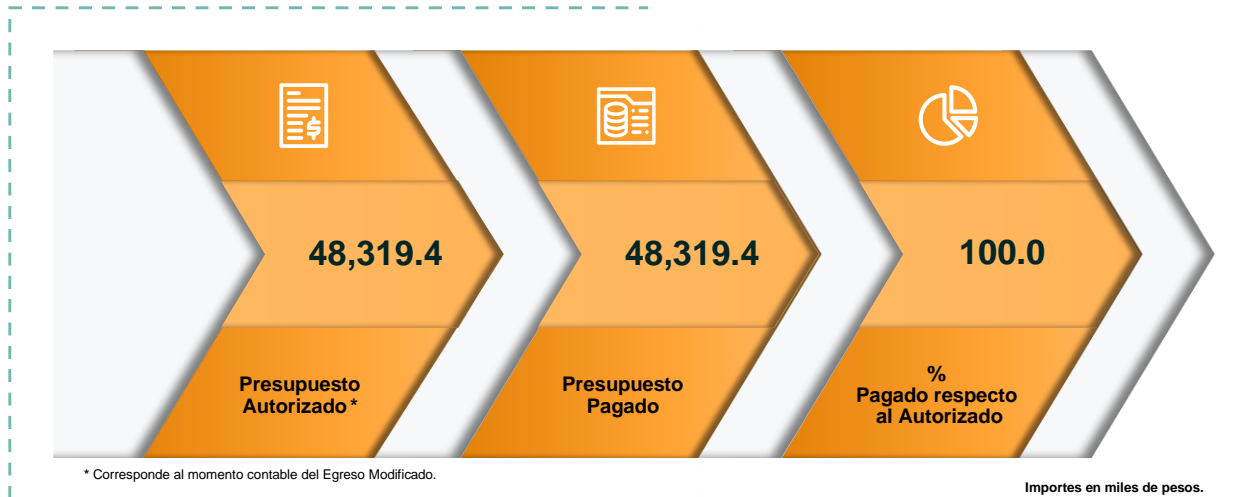 48,319.4
48,319.4
100.0
Presupuesto
Autorizado *
Presupuesto
Pagado
%
Pagado respecto
al Autorizado
* Corresponde al momento contable del Egreso Modificado.
Importes en miles de pesos.